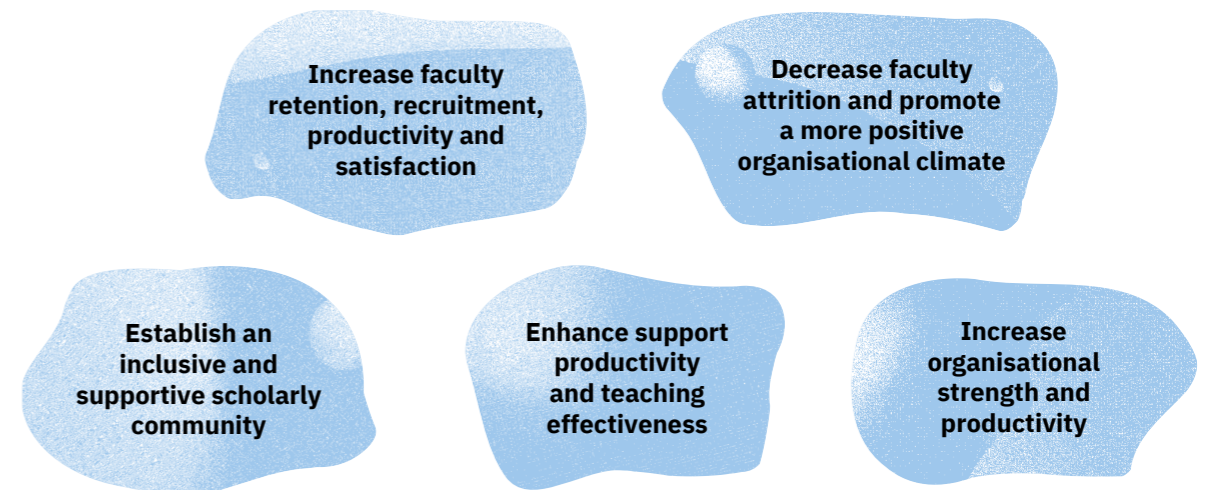 Increase faculty
retention, recruitment,
productivity and
satisfaction
Decrease faculty
attrition and promote
a more positive
organisational climate
Establish an
inclusive and
supportive scholarly
community
Enhance support
productivity
and teaching
effectiveness
Increase
organisational
strength and
productivity